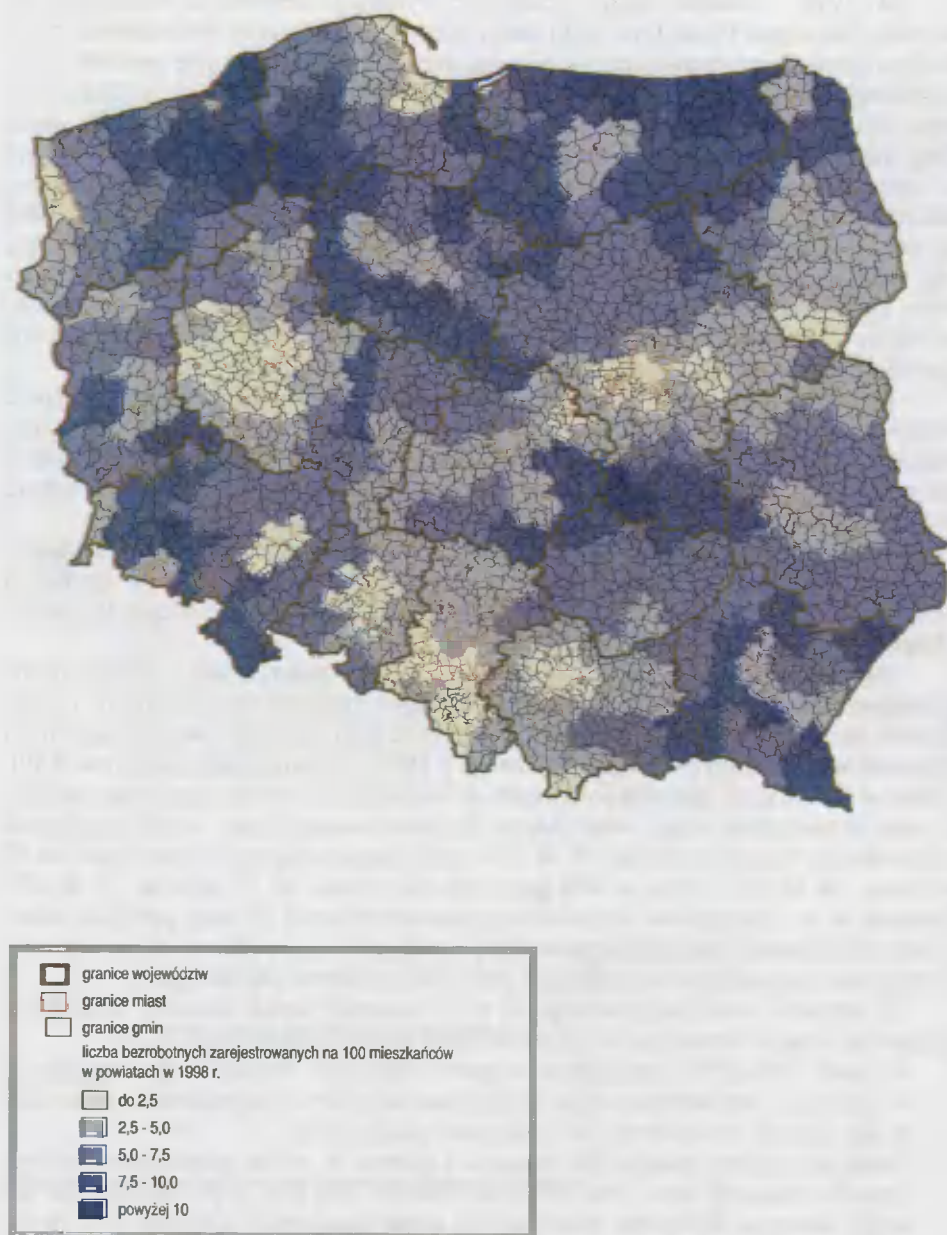 granice województw
granice miast
granice gmin
liczba bezrobotnych zarejestrowanych na 100 mieszkańców
w powiatach w 1998 r.
do 2,5
2,5 - 5,0
5,0 - 7,5
7,5 - 10,0
powyżej 10